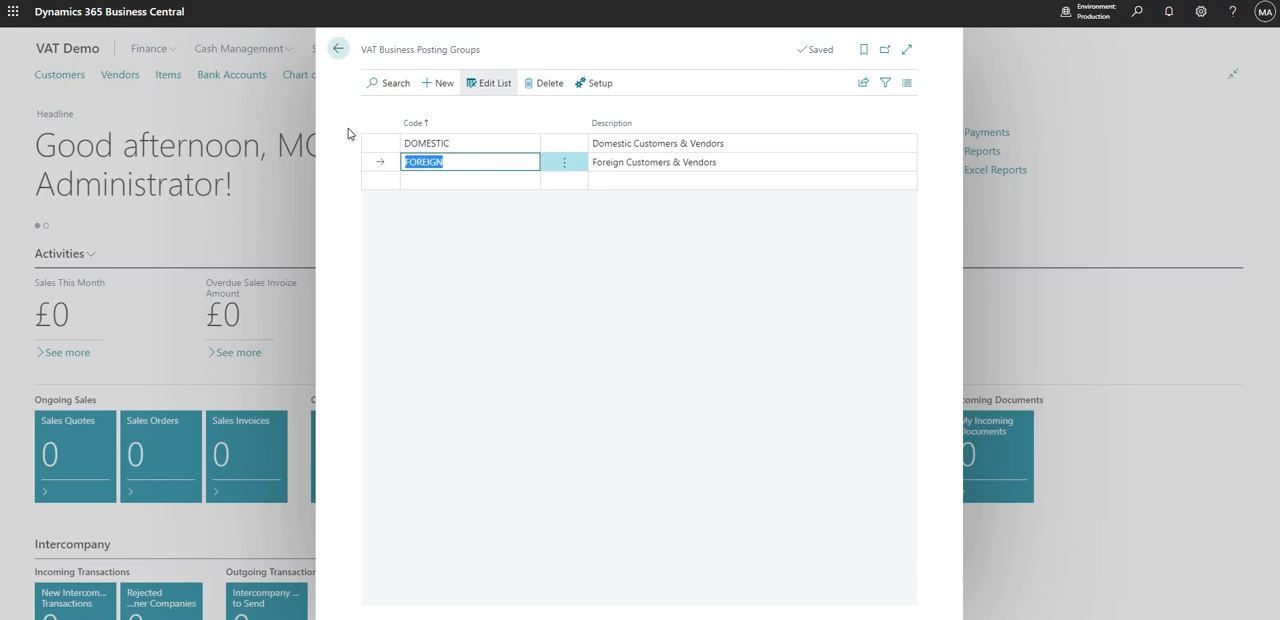 Dynamics 365 Business Central
Environment:
Production
MA
VAT Demo
Finance
Cash Management
S
Customers
Vendors
Items
Bank Accounts
Chart o
Headline
Good afternoon, MO
Administrator!
Activities
Sales This Month
£0
See more
Overdue Sales Invoice
Amount
£0
See more
Ongoing Sales
Sales Quotes
0
Sales Orders
0
Sales Invoices
0
Intercompany
Incoming Transactions
Outgoing Transaction
New Intercom...
Transactions
Rejected
...ner Companies
Intercompany ...
to Send
VAT Business Posting Groups
Saved
Search
New
Edit List
Delete
Setup
Code ↑
Description
DOMESTIC
Domestic Customers & Vendors
FOREIGN
Foreign Customers & Vendors
Payments
Reports
Excel Reports
coming Documents
My Incoming
Documents
0